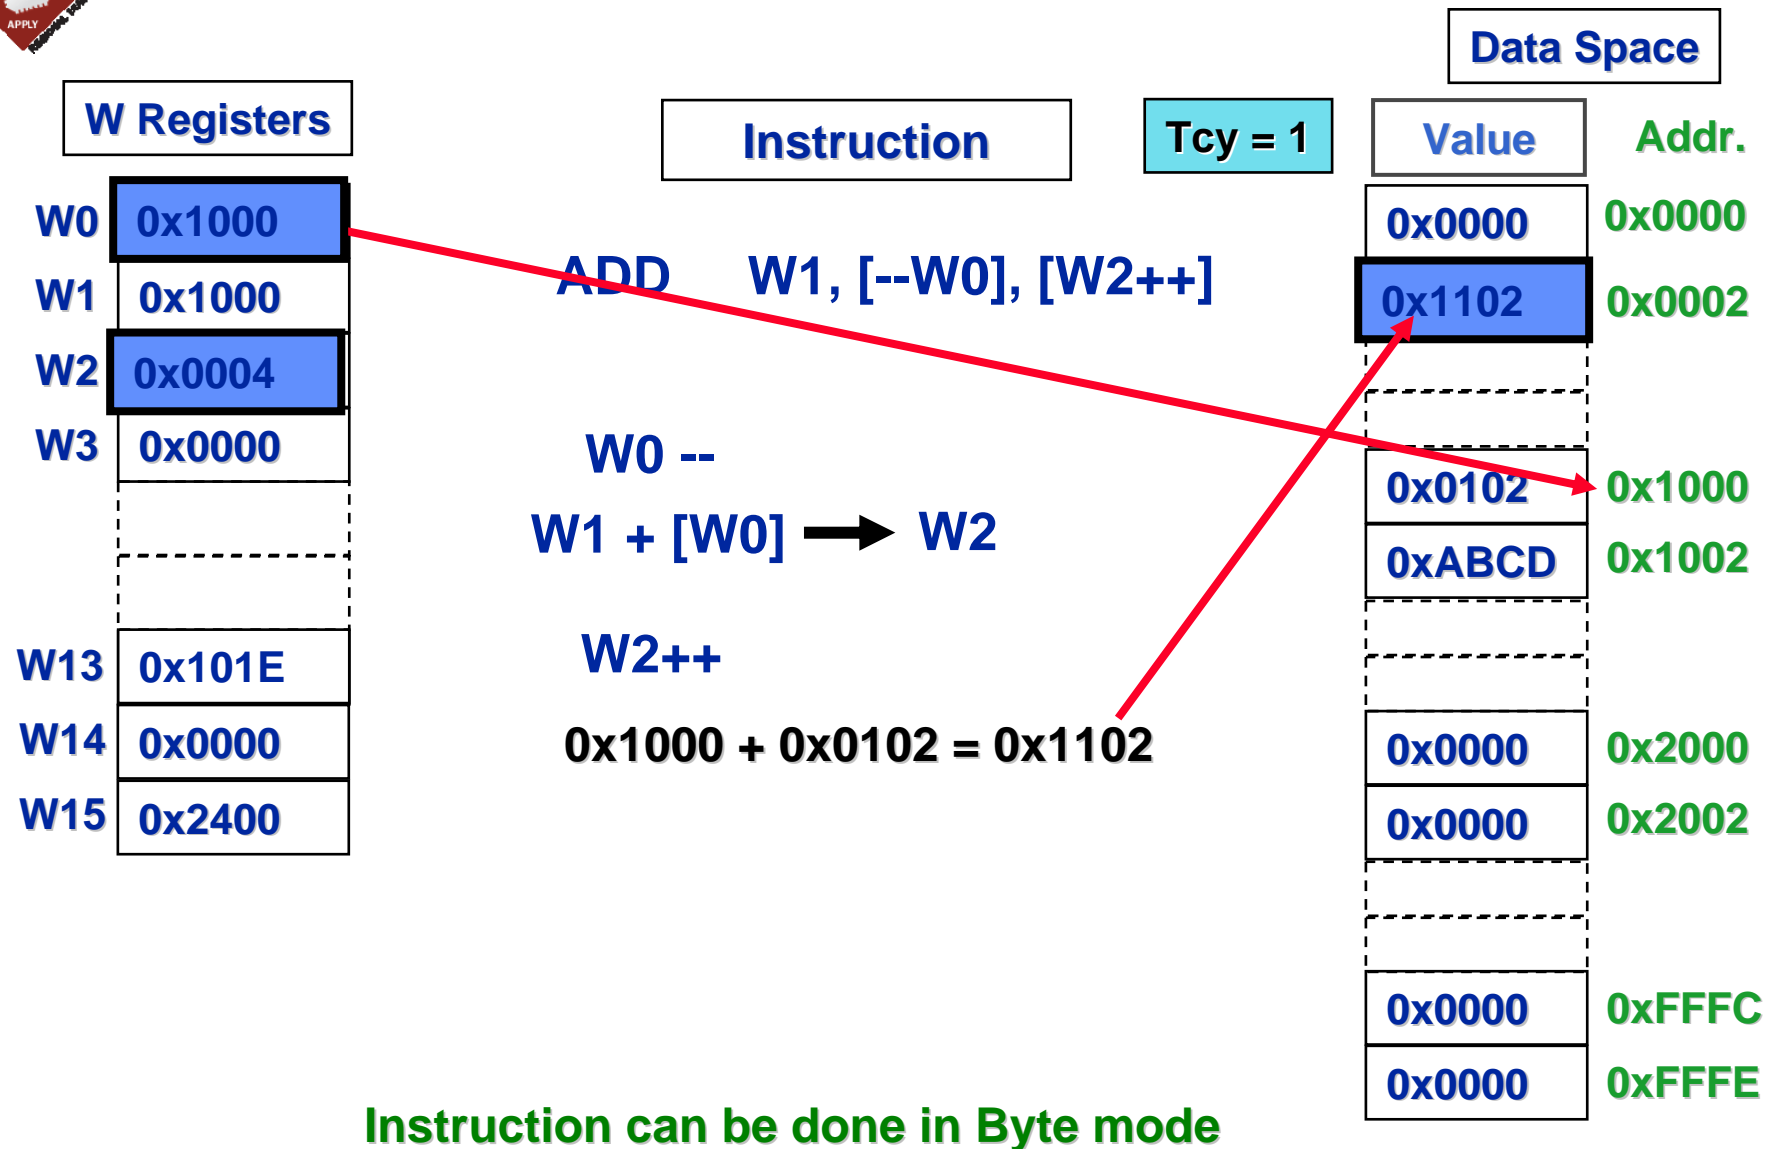 APPLY
Data Space
W Registers
Instruction
Tcy = 1
Value
Addr.
W0 0x1000
0x0000 0x0000
ADD W1, [--W0], [W2++]
W1 0x1000
0x1102 0x0002
W2 0x0004
W3 0x0000
W0 --
0x0102 0x1000
W1 + [W0] W2
0xABCD 0x1002
W2++
W13 0x101E
W14 0x0000
0x1000 + 0x0102 = 0x1102
0x0000 0x2000
W15 0x2400
0x0000 0x2002
0x0000 0xFFFC
0x0000 0xFFFE
Instruction can be done in Byte mode